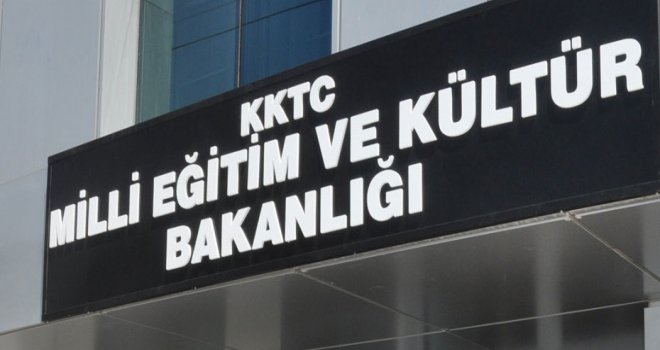 KKTC
MİLLİ EĞİTİM VE KÜLTÜR
BAKANLIĞI